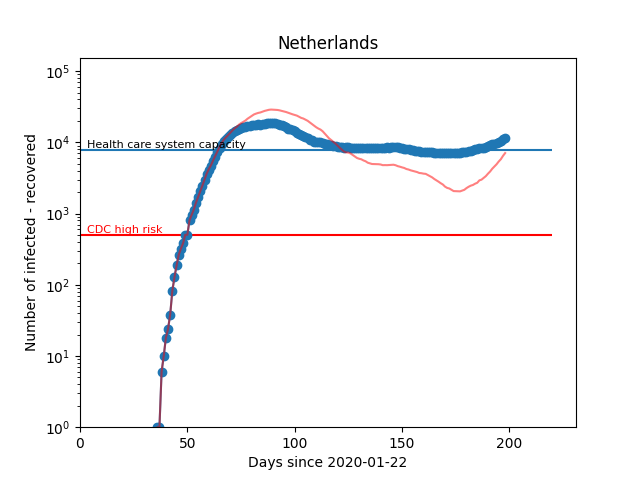 Netherlands
Number of infected - recovered
10^5
10^4
10^3
10^2
10^1
10^0
Health care system capacity
CDC high risk
0
50
100
150
200
Days since 2020-01-22